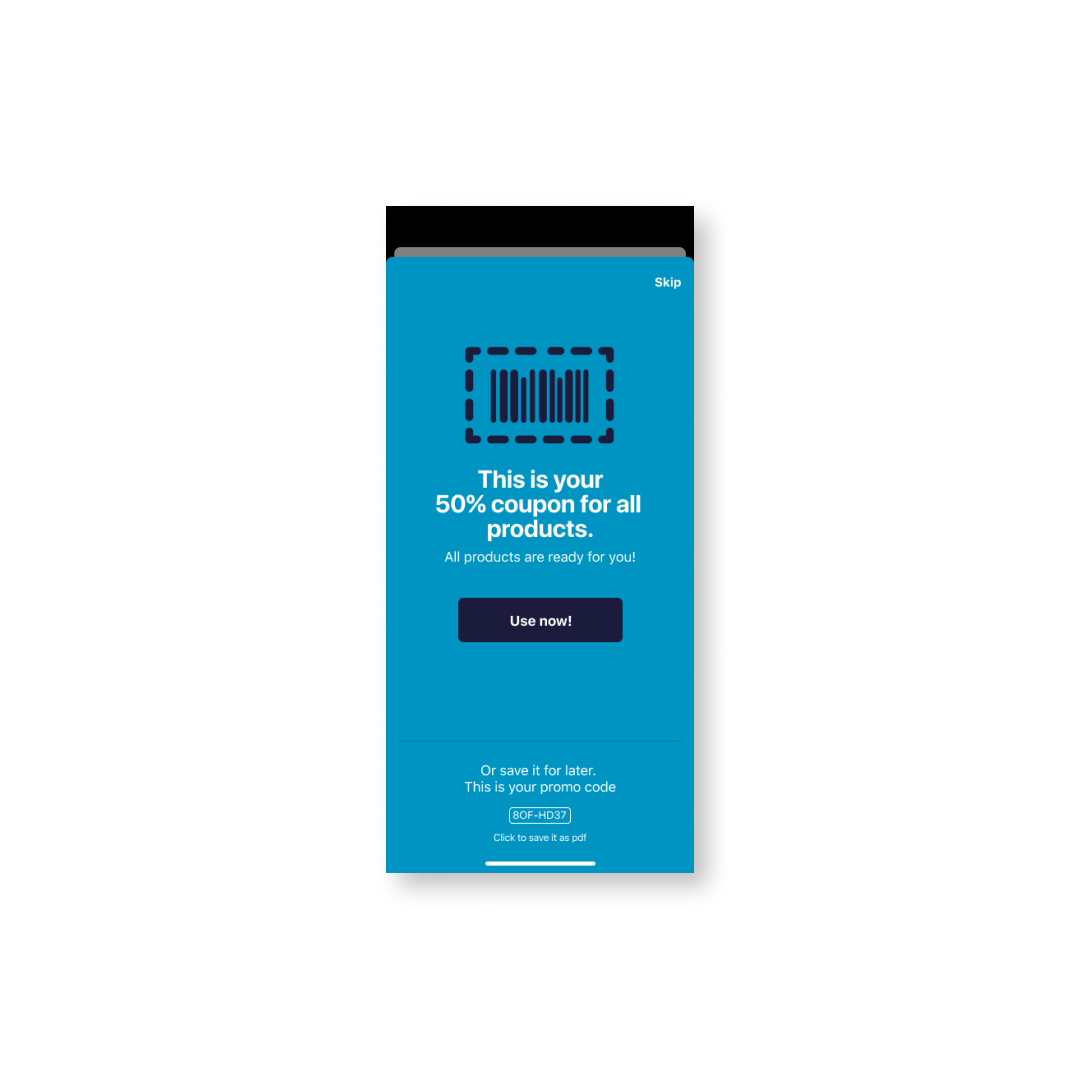 Skip
This is your
50% coupon for all
products.
All products are ready for you!
Use now!
Or save it for later.
This is your promo code
8OF-HD37
Click to save it as pdf